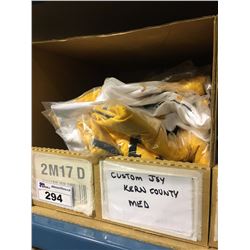 2M17 D
294
CUSTOM JSY
KERN COUNTY
MED